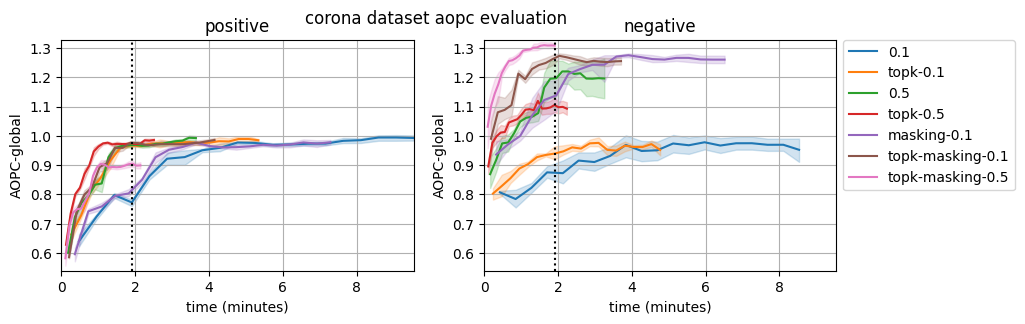 corona dataset aopc evaluation
positive
AOPC-global
1.3
1.2
1.1
1.0
0.9
0.8
0.7
0.6
0
2
4
6
8
time (minutes)
negative
AOPC-global
1.3
1.2
1.1
1.0
0.9
0.8
0.7
0.6
0
2
4
6
8
time (minutes)
0.1
topk-0.1
0.5
topk-0.5
masking-0.1
topk-masking-0.1
topk-masking-0.5